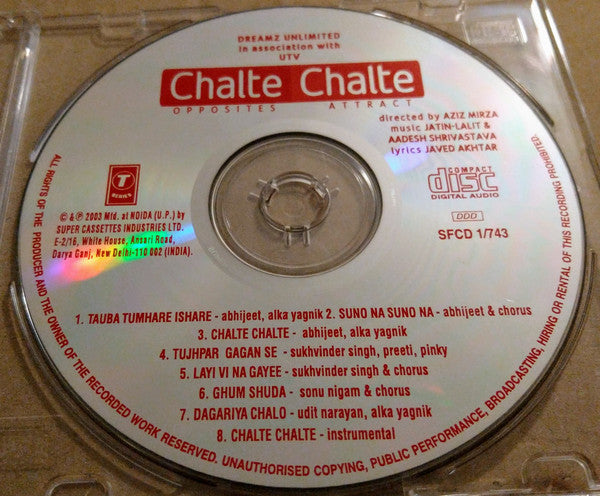 DREAMZ UNLIMITED
in association with
UTV
Chalte Chalte
OPPOSITES ATTRACT
directed by AZIZ MIRZA
music JATIN-LALIT &
AADESH SHRIVASTAVA
lyrics JAVED AKHTAR
T
SERIES
COMPACT
disc
DIGITAL AUDIO
DDD
SFCD 1/743
© & ℗ 2003 Mfd. at NOIDA (U.P.) by
SUPER CASSETTES INDUSTRIES LTD.
E-2/16, White House, Ansari Road,
Darya Ganj, New Delhi-110 002 (INDIA).
1. TAUBA TUMHARE ISHARE - abhijeet, alka yagnik 2. SUNO NA SUNO NA - abhijeet & chorus
3. CHALTE CHALTE - abhijeet, alka yagnik
4. TUJHPAR GAGAN SE - sukhvinder singh, preeti, pinky
5. LAYI VI NA GAYEE - sukhvinder singh & chorus
6. GHUM SHUDA - sonu nigam & chorus
7. DAGARIYA CHALO - udit narayan, alka yagnik
8. CHALTE CHALTE - instrumental
ALL RIGHTS OF THE PRODUCER AND THE OWNER OF THE RECORDED WORK RESERVED. UNAUTHORISED COPYING, PUBLIC PERFORMANCE, BROADCASTING, HIRING OR RENTAL OF THIS RECORDING PROHIBITED.